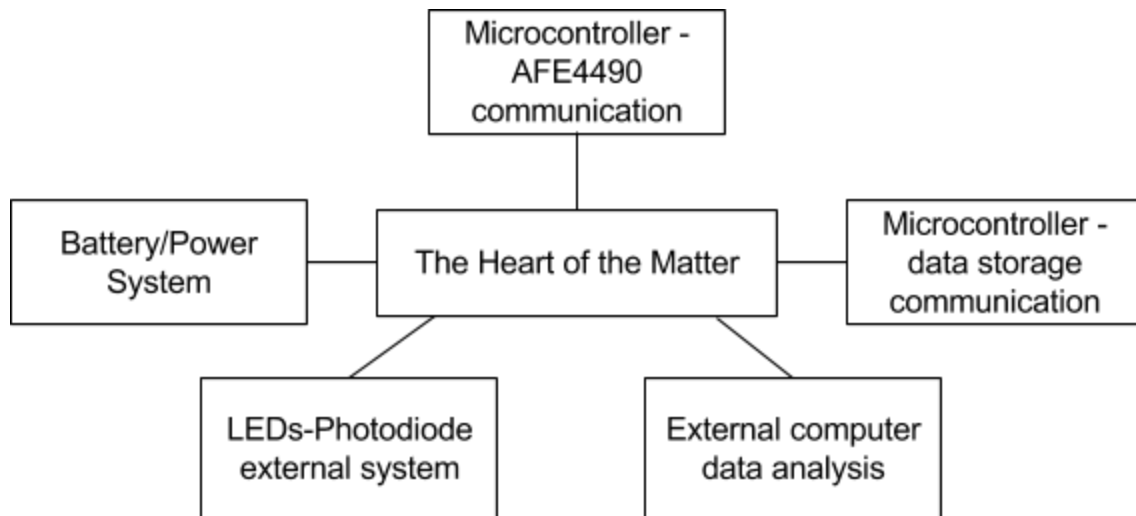 Microcontroller -
AFE4490
communication
Battery/Power
System
The Heart of the Matter
Microcontroller -
data storage
communication
LEDs-Photodiode
external system
External computer
data analysis